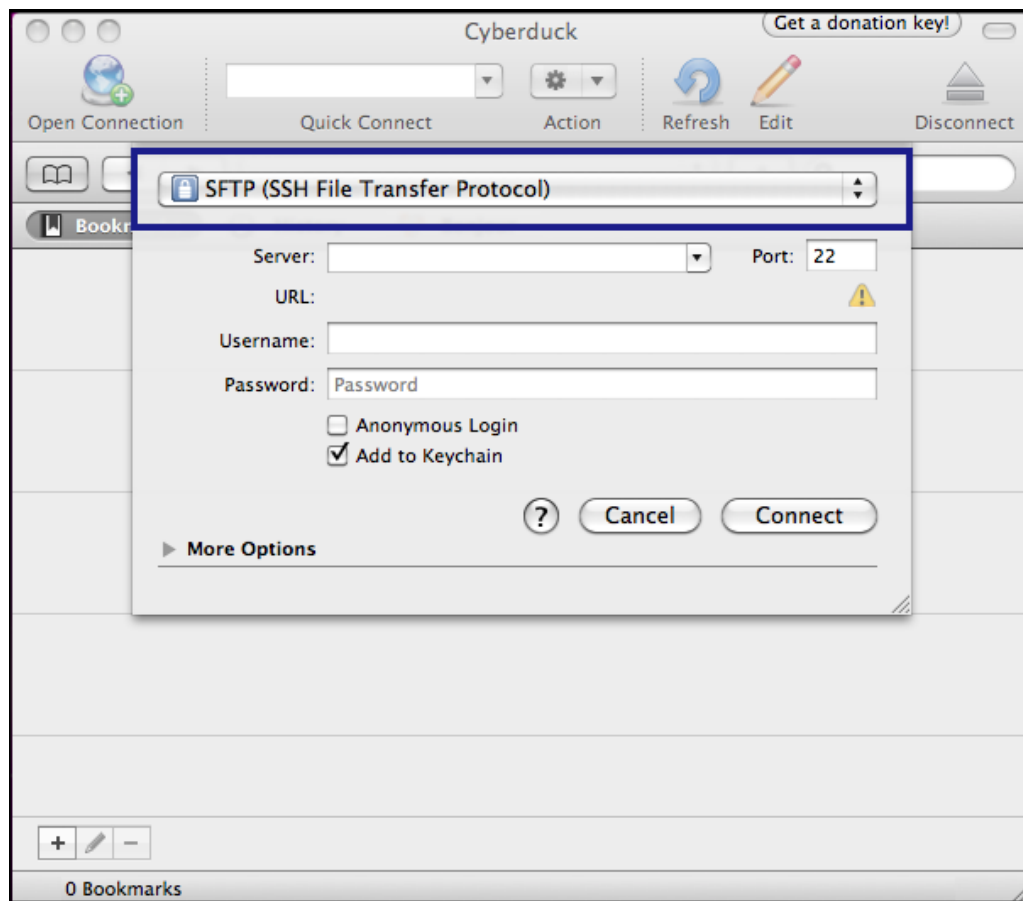 Cyberduck
Get a donation key!
Open Connection
Quick Connect
Action
Refresh
Edit
Disconnect
SFTP (SSH File Transfer Protocol)
Server:
Port: 22
URL:
Username:
Password: Password
Anonymous Login
Add to Keychain
? Cancel Connect
More Options
0 Bookmarks